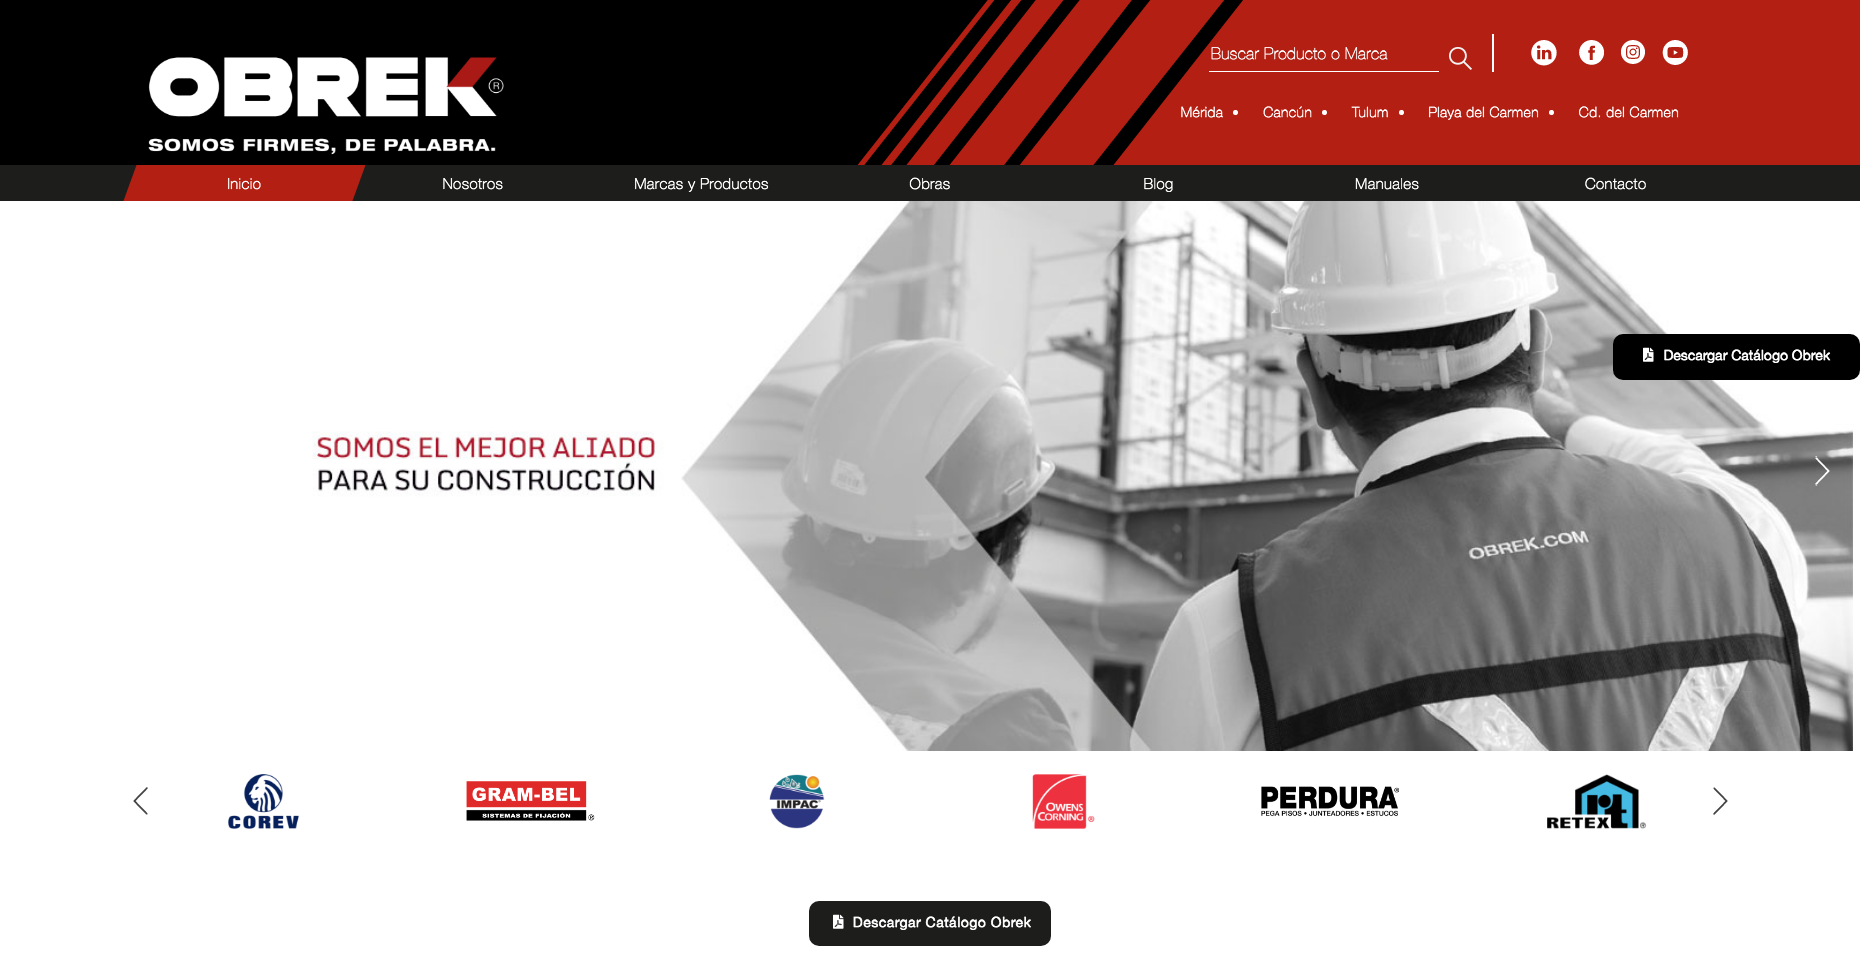 OBREK®
SOMOS FIRMES, DE PALABRA.
Buscar Producto o Marca
Mérida • Cancún • Tulum • Playa del Carmen • Cd. del Carmen
Inicio Nosotros Marcas y Productos Obras Blog Manuales Contacto
Descargar Catálogo Obrek
SOMOS EL MEJOR ALIADO
PARA SU CONSTRUCCIÓN
OBREK.COM
COREV
GRAM-BEL
SISTEMAS DE FIJACIÓN ®
IMPAC
OWENS
CORNING ®
PERDURA®
PEGA PISOS • JUNTEADORES • ESTUCOS
rt
RETEX ®
Descargar Catálogo Obrek